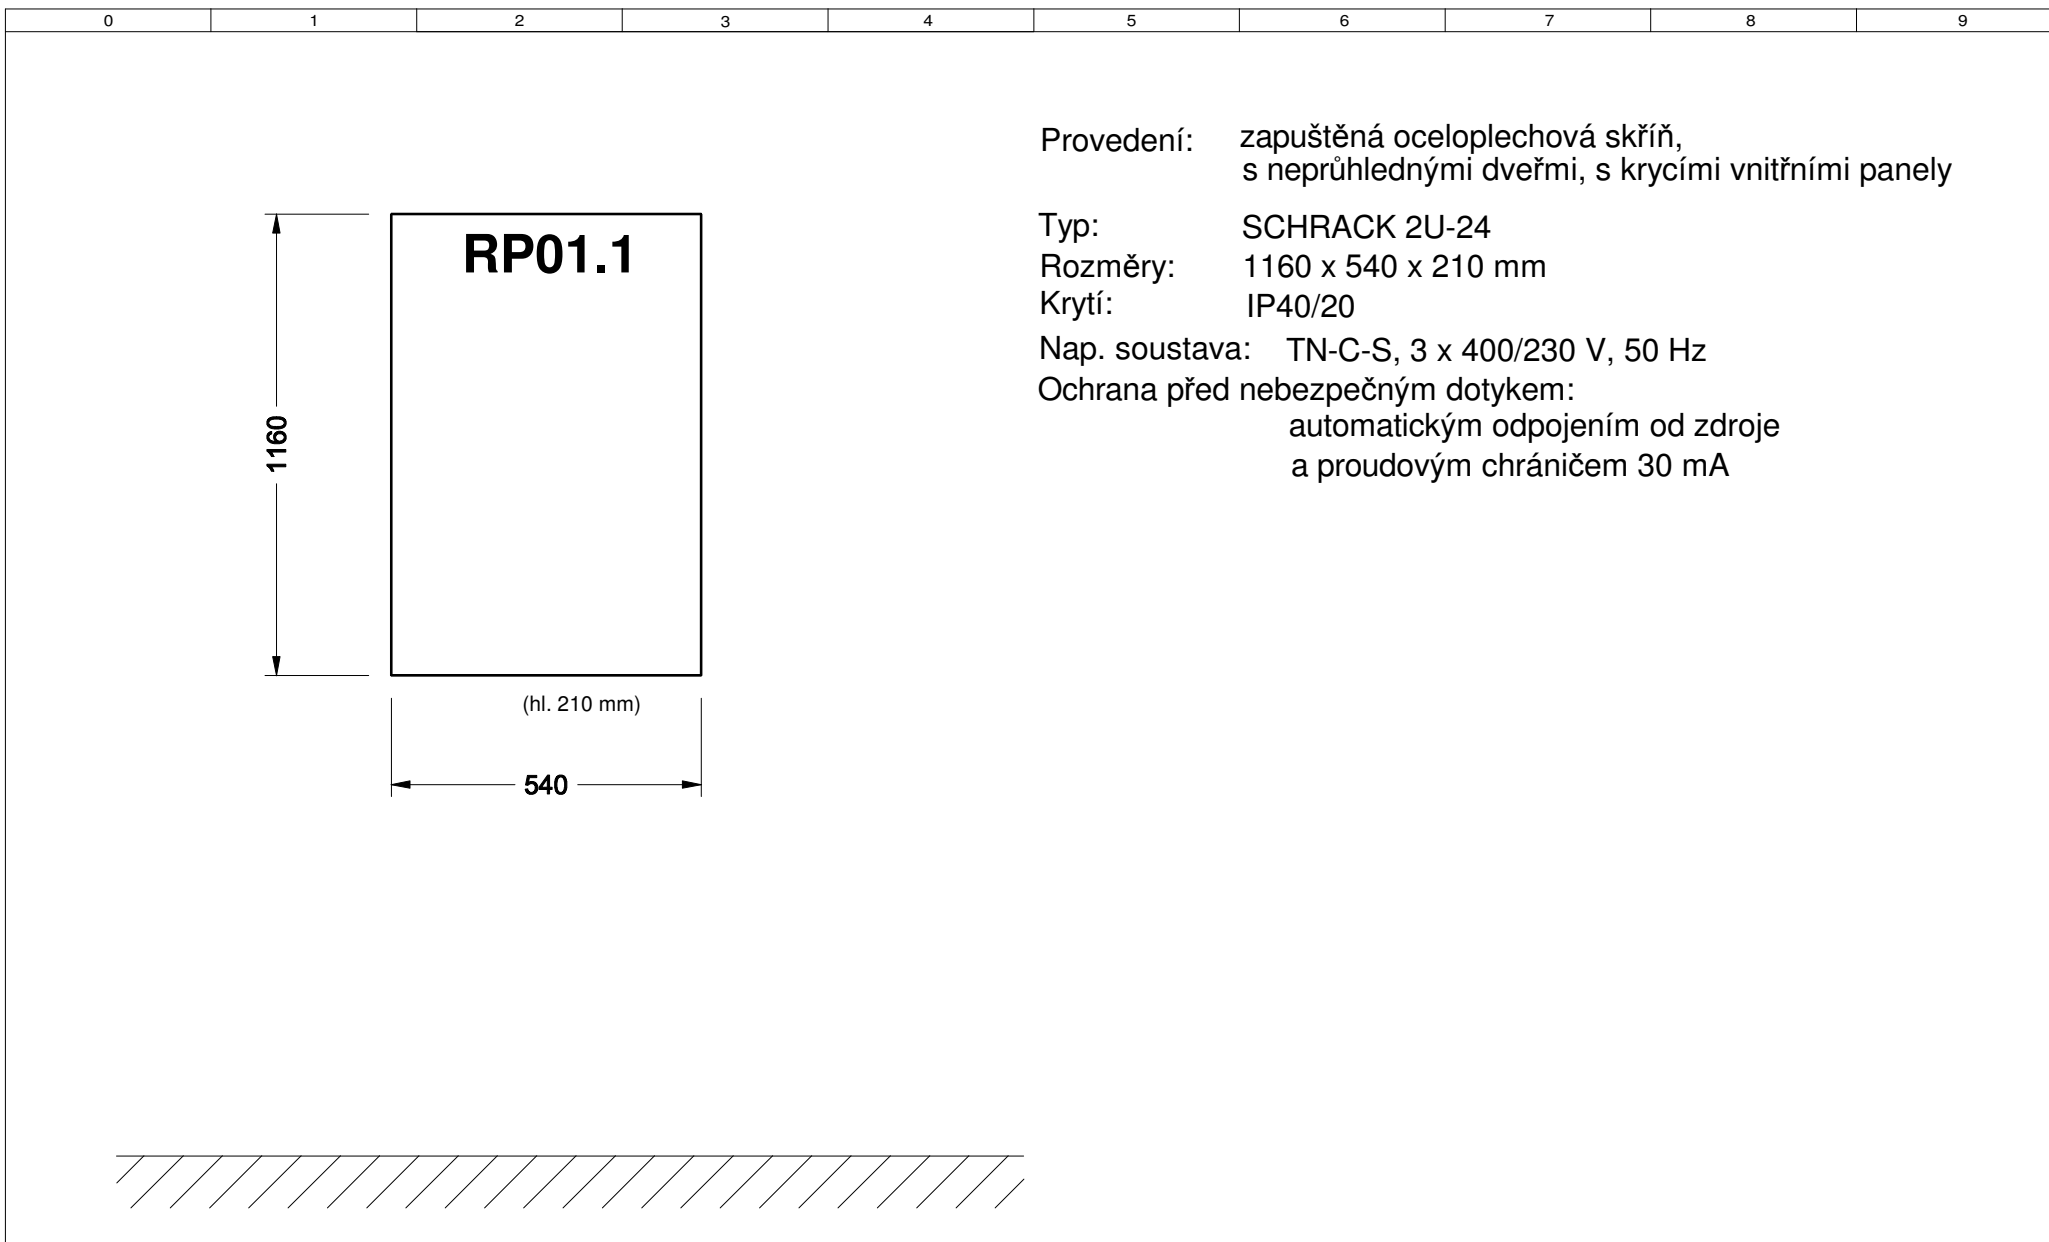 0 1 2 3 4 5 6 7 8 9
RP01.1
1160
(hl. 210 mm)
540
Provedení: zapuštěná oceloplechová skříň,
s neprůhlednými dveřmi, s krycími vnitřními panely
Typ: SCHRACK 2U-24
Rozměry: 1160 x 540 x 210 mm
Krytí: IP40/20
Nap. soustava: TN-C-S, 3 x 400/230 V, 50 Hz
Ochrana před nebezpečným dotykem:
automatickým odpojením od zdroje
a proudovým chráničem 30 mA